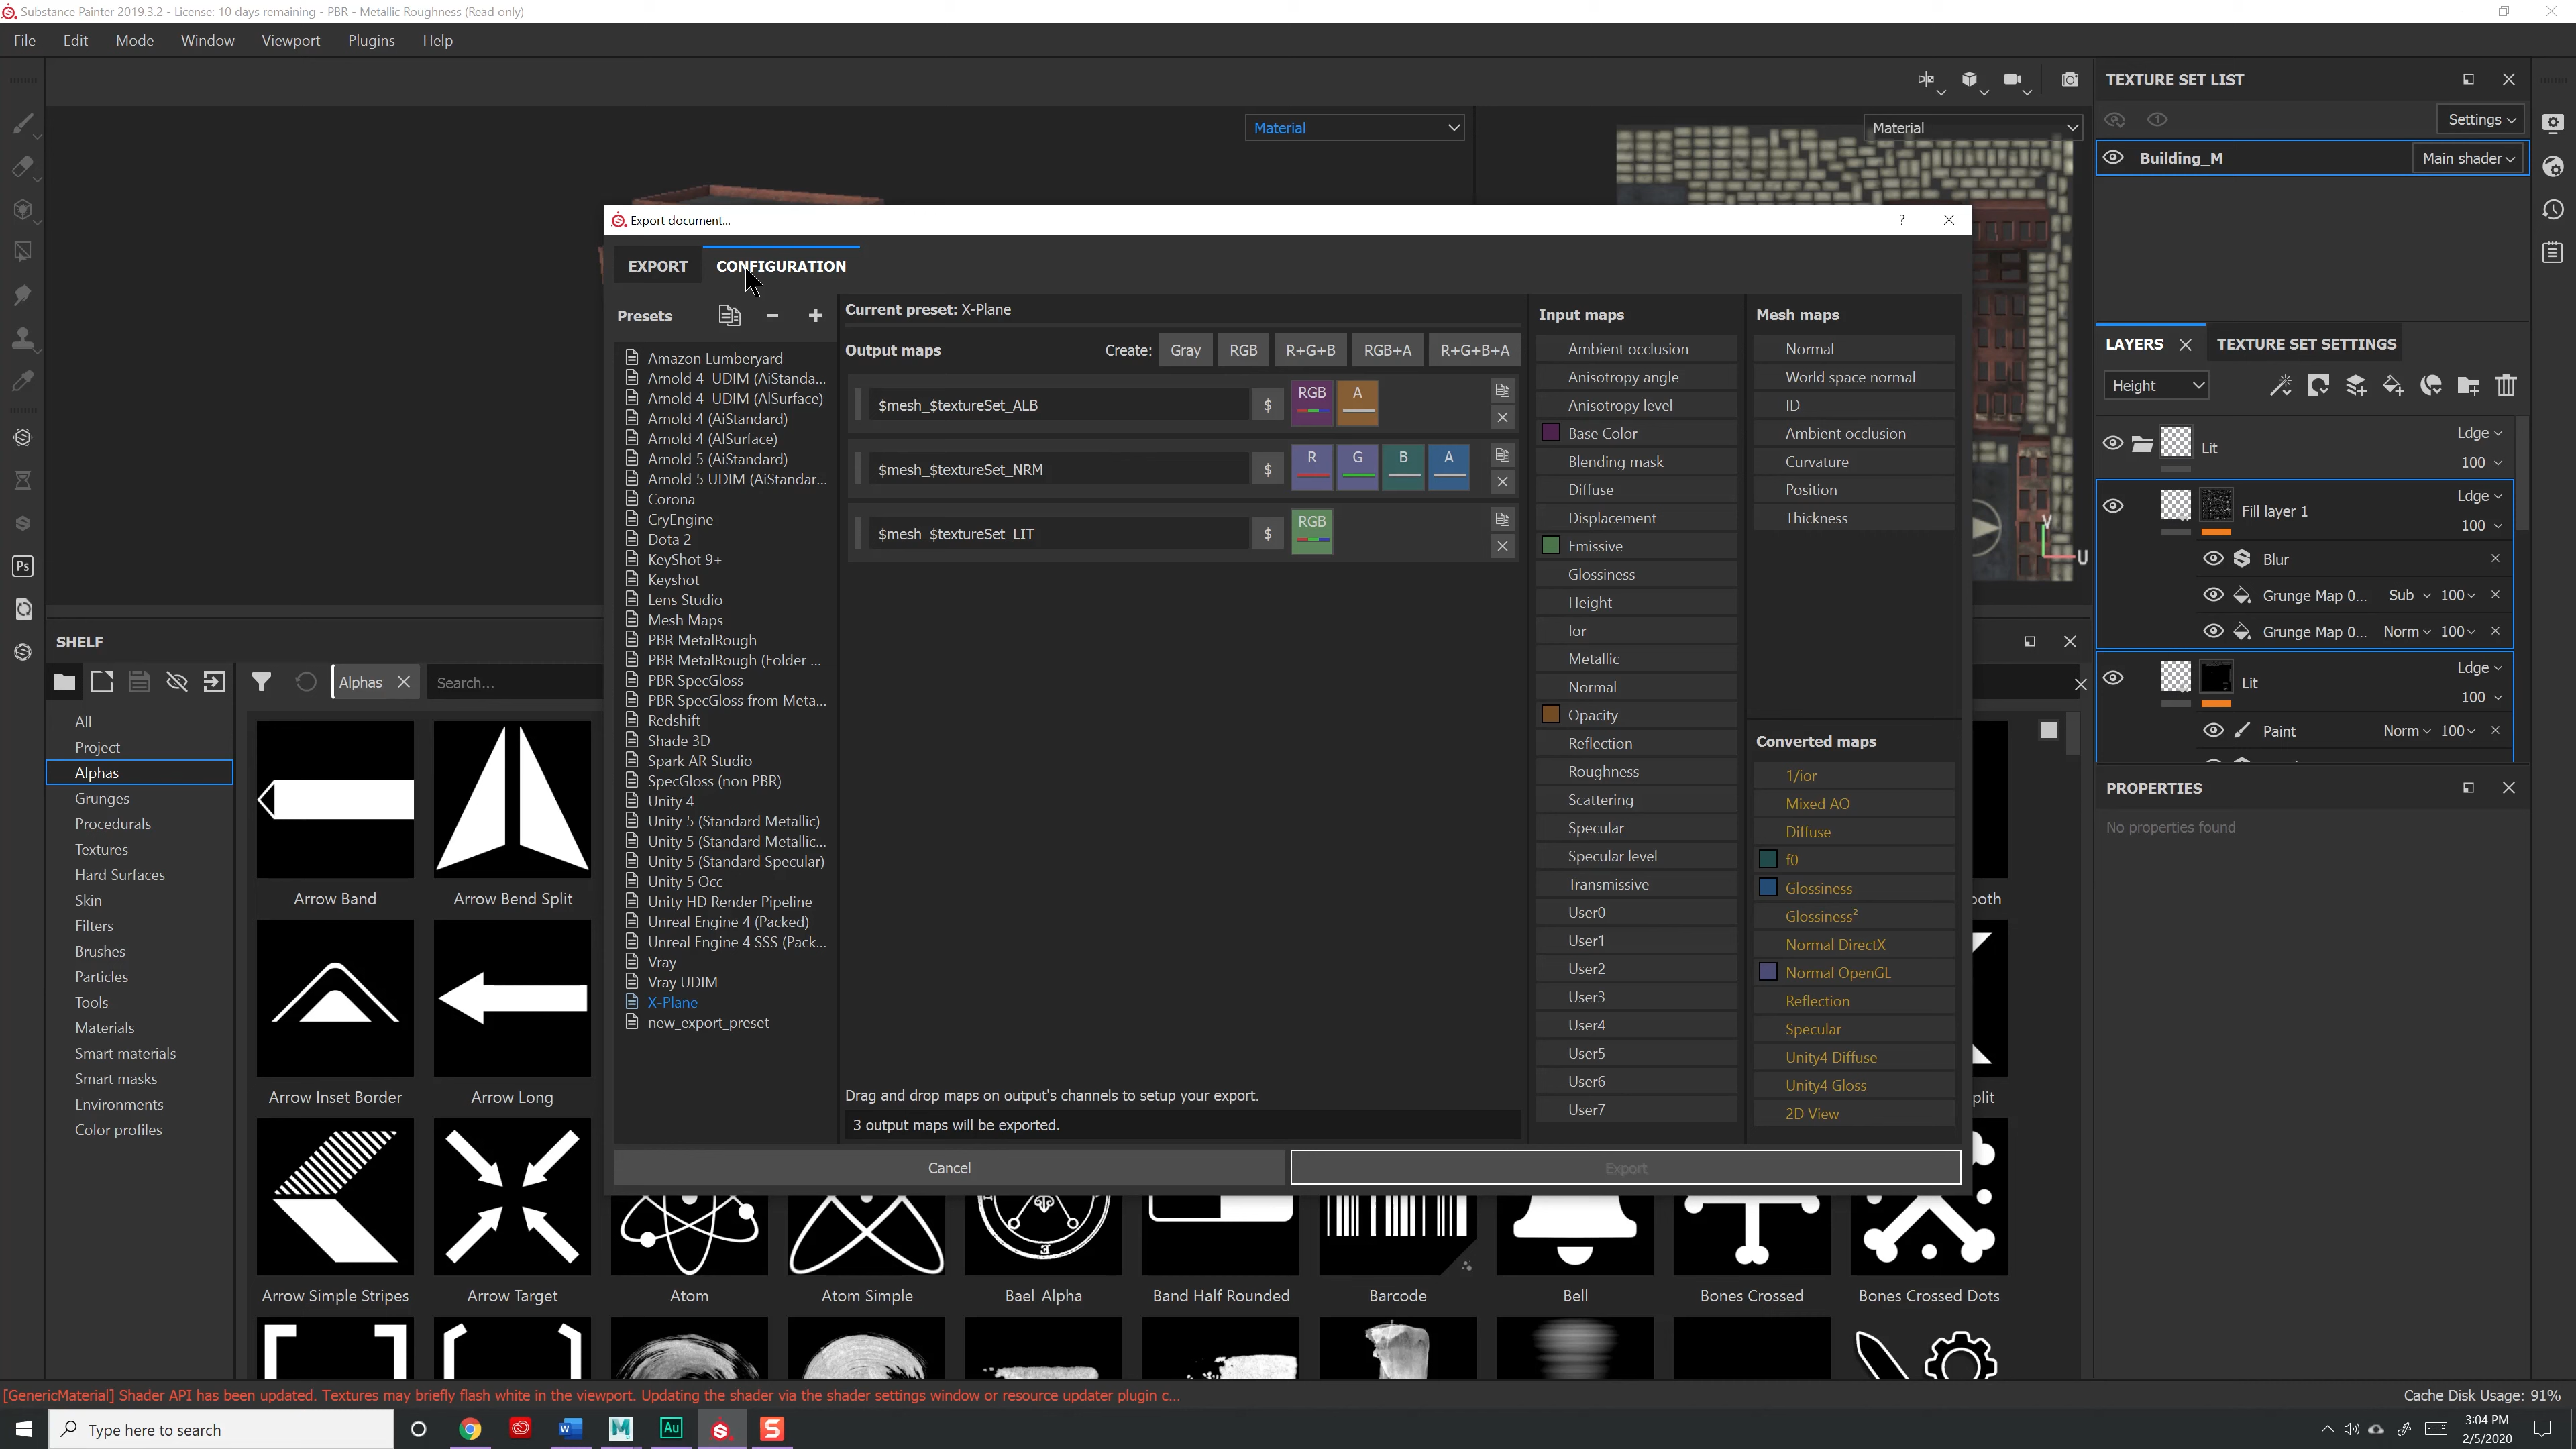 Substance Painter 2019.3.2 - License: 10 days remaining - PBR - Metallic Roughness (Read only)
File Edit Mode Window Viewport Plugins Help
Material
Material
TEXTURE SET LIST
Settings
Building_M
Main shader
Export document...
?
EXPORT CONFIGURATION
Presets
Amazon Lumberyard
Arnold 4 UDIM (AiStanda...
Arnold 4 UDIM (AlSurface)
Arnold 4 (AiStandard)
Arnold 4 (AlSurface)
Arnold 5 (AiStandard)
Arnold 5 UDIM (AiStandar...
Corona
CryEngine
Dota 2
KeyShot 9+
Keyshot
Lens Studio
Mesh Maps
PBR MetalRough
PBR MetalRough (Folder ...
PBR SpecGloss
PBR SpecGloss from Meta...
Redshift
Shade 3D
Spark AR Studio
SpecGloss (non PBR)
Unity 4
Unity 5 (Standard Metallic)
Unity 5 (Standard Metallic...
Unity 5 (Standard Specular)
Unity 5 Occ
Unity HD Render Pipeline
Unreal Engine 4 (Packed)
Unreal Engine 4 SSS (Pack...
Vray
Vray UDIM
X-Plane
new_export_preset
Current preset: X-Plane
Output maps
Create: Gray RGB R+G+B RGB+A R+G+B+A
$mesh_$textureSet_ALB $ RGB A
$mesh_$textureSet_NRM $ R G B A
$mesh_$textureSet_LIT $ RGB
Drag and drop maps on output's channels to setup your export.
3 output maps will be exported.
Cancel
Export
Input maps
Ambient occlusion
Anisotropy angle
Anisotropy level
Base Color
Blending mask
Diffuse
Displacement
Emissive
Glossiness
Height
Ior
Metallic
Normal
Opacity
Reflection
Roughness
Scattering
Specular
Specular level
Transmissive
User0
User1
User2
User3
User4
User5
User6
User7
Mesh maps
Normal
World space normal
ID
Ambient occlusion
Curvature
Position
Thickness
Converted maps
1/ior
Mixed AO
Diffuse
f0
Glossiness
Glossiness²
Normal DirectX
Normal OpenGL
Reflection
Specular
Unity4 Diffuse
Unity4 Gloss
2D View
V
U
LAYERS TEXTURE SET SETTINGS
Height
Lit
Ldge
100
Fill layer 1
Ldge
100
Blur
Grunge Map 0... Sub 100
Grunge Map 0... Norm 100
Lit
Ldge
100
Paint Norm 100
PROPERTIES
No properties found
Ps
SHELF
Alphas
Search...
All
Project
Alphas
Grunges
Procedurals
Textures
Hard Surfaces
Skin
Filters
Brushes
Particles
Tools
Materials
Smart materials
Smart masks
Environments
Color profiles
Arrow Band
Arrow Bend Split
ooth
Arrow Inset Border
Arrow Long
plit
Arrow Simple Stripes
Arrow Target
Atom
Atom Simple
Bael_Alpha
Band Half Rounded
Barcode
Bell
Bones Crossed
Bones Crossed Dots
[GenericMaterial] Shader API has been updated. Textures may briefly flash white in the viewport. Updating the shader via the shader settings window or resource updater plugin c...
Cache Disk Usage: 91%
Type here to search
W
M
Au
S
3:04 PM
2/5/2020